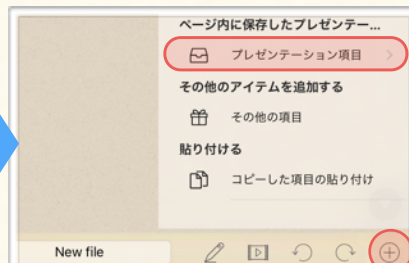 ページ内に保存したプレゼンテー...
プレゼンテーション項目
その他のアイテムを追加する
その他の項目
貼り付ける
コピーした項目の貼り付け
New file